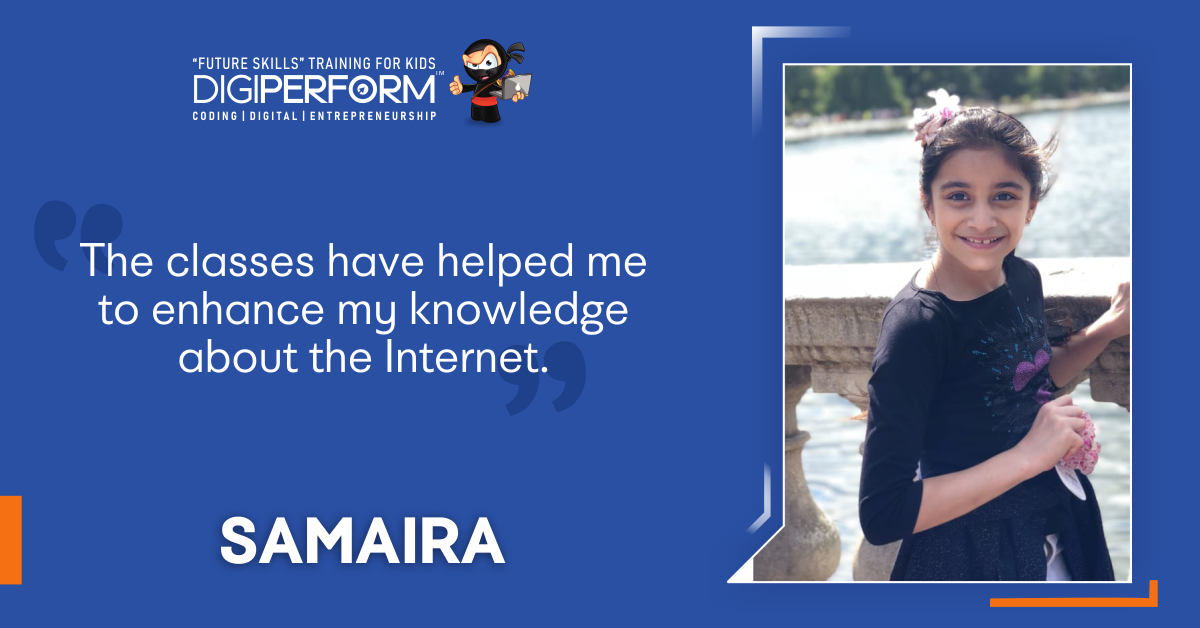 “FUTURE SKILLS” TRAINING FOR KIDS
DIGIPERFORM™
CODING | DIGITAL | ENTREPRENEURSHIP
“
The classes have helped me
to enhance my knowledge
about the Internet.
”
SAMAIRA